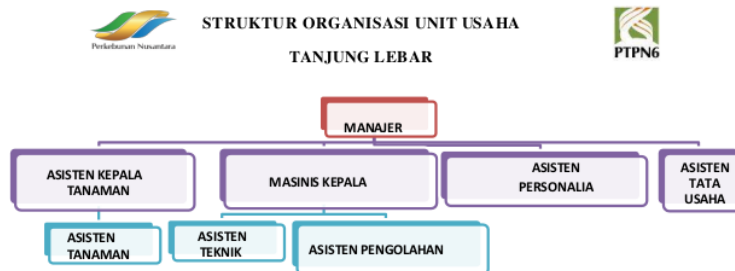 STRUKTUR ORGANISASI UNIT USAHA
Perkebunan Nusantara
TANJUNG LEBAR
PTPN6
MANAJER
ASISTEN KEPALA
TANAMAN
MASINIS KEPALA
ASISTEN
PERSONALIA
ASISTEN
TATA
USAHA
ASISTEN
TANAMAN
ASISTEN
TEKNIK
ASISTEN PENGOLAHAN